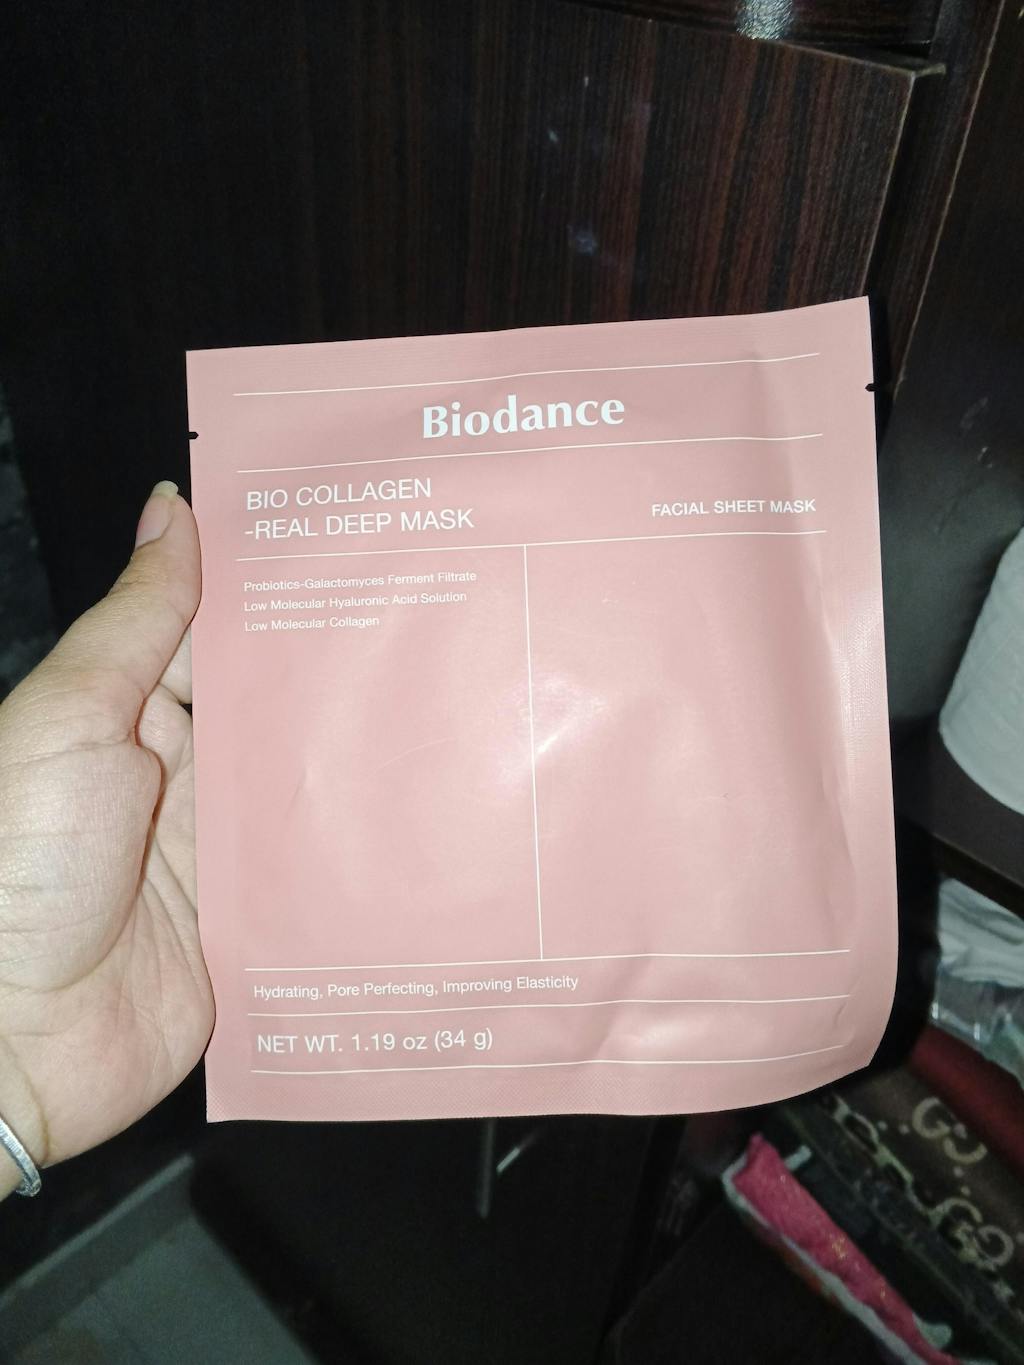 Biodance
BIO COLLAGEN
-REAL DEEP MASK
FACIAL SHEET MASK
Probiotics-Galactomyces Ferment Filtrate
Low Molecular Hyaluronic Acid Solution
Low Molecular Collagen
Hydrating, Pore Perfecting, Improving Elasticity
NET WT. 1.19 oz (34 g)